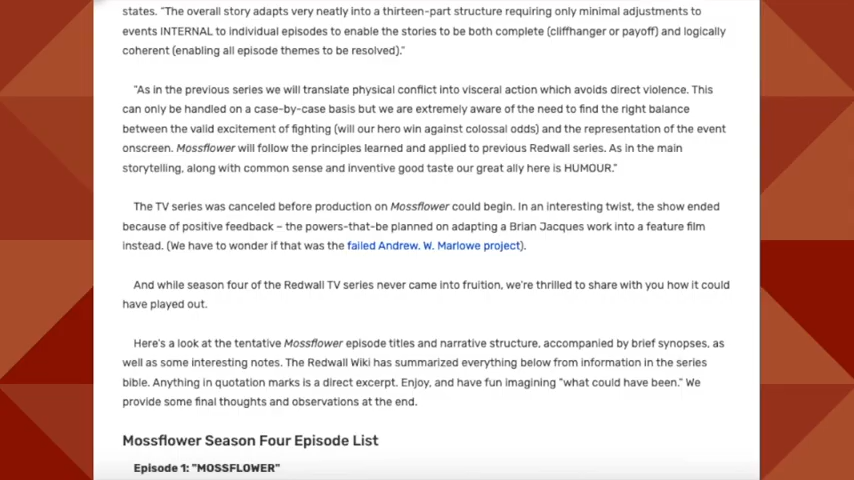 states. "The overall story adapts very neatly into a thirteen-part structure requiring only minimal adjustments to
events INTERNAL to individual episodes to enable the stories to be both complete (cliffhanger or payoff) and logically
coherent (enabling all episode themes to be resolved)."
"As in the previous series we will translate physical conflict into visceral action which avoids direct violence. This
can only be handled on a case-by-case basis but we are extremely aware of the need to find the right balance
between the valid excitement of fighting (will our hero win against colossal odds) and the representation of the event
onscreen. Mossflower will follow the principles learned and applied to previous Redwall series. As in the main
storytelling, along with common sense and inventive good taste our great ally here is HUMOUR."
The TV series was canceled before production on Mossflower could begin. In an interesting twist, the show ended
because of positive feedback – the powers-that-be planned on adapting a Brian Jacques work into a feature film
instead. (We have to wonder if that was the failed Andrew. W. Marlowe project).
And while season four of the Redwall TV series never came into fruition, we're thrilled to share with you how it could
have played out.
Here's a look at the tentative Mossflower episode titles and narrative structure, accompanied by brief synopses, as
well as some interesting notes. The Redwall Wiki has summarized everything below from information in the series
bible. Anything in quotation marks is a direct excerpt. Enjoy, and have fun imagining "what could have been." We
provide some final thoughts and observations at the end.
Mossflower Season Four Episode List
Episode 1: "MOSSFLOWER"